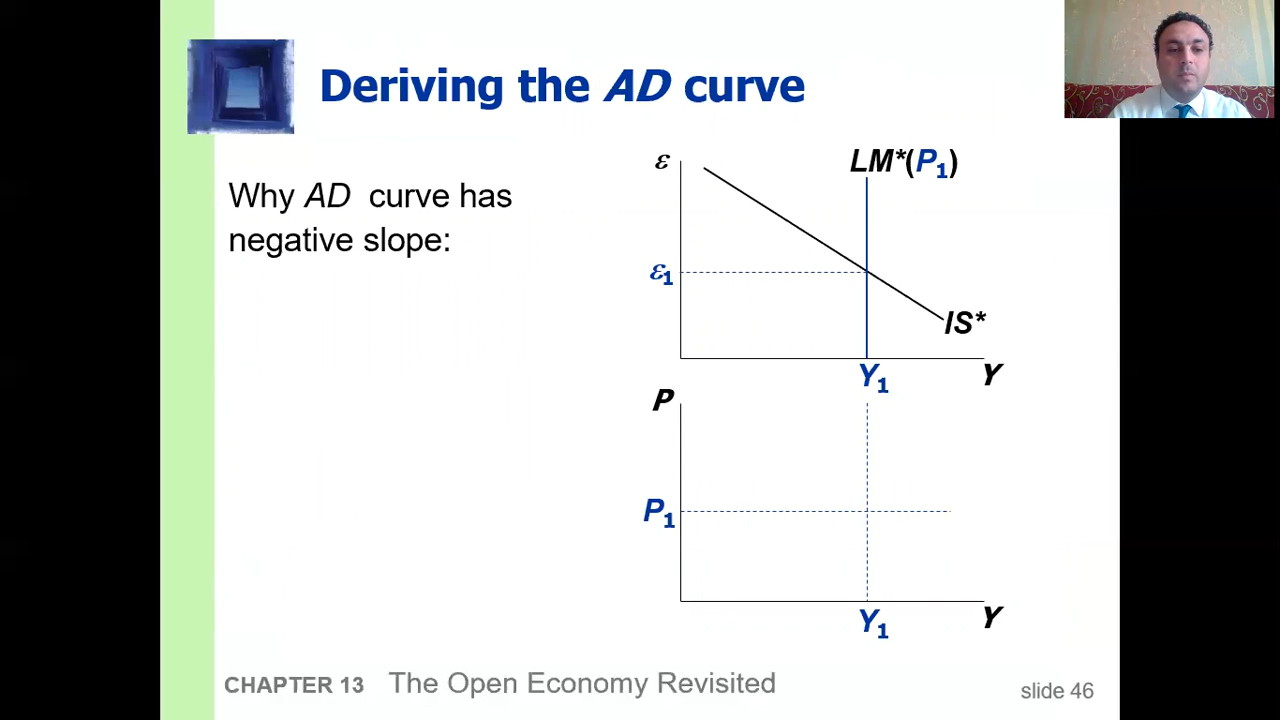 Deriving the AD curve
Why AD curve has
negative slope:
ε
LM*(P₁)
ε₁
IS*
Y₁
Y
P
P₁
Y₁
Y
CHAPTER 13 The Open Economy Revisited
slide 46